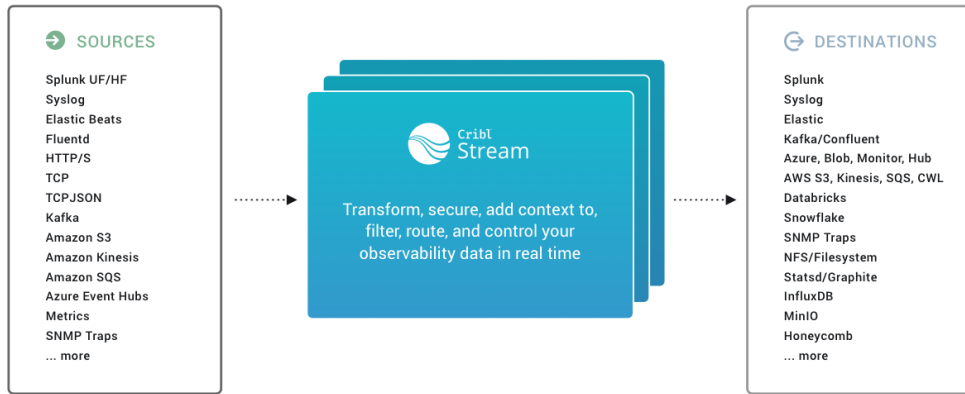 SOURCES
Splunk UF/HF
Syslog
Elastic Beats
Fluentd
HTTP/S
TCP
TCPJSON
Kafka
Amazon S3
Amazon Kinesis
Amazon SQS
Azure Event Hubs
Metrics
SNMP Traps
... more
Cribl
Stream
Transform, secure, add context to,
filter, route, and control your
observability data in real time
DESTINATIONS
Splunk
Syslog
Elastic
Kafka/Confluent
Azure, Blob, Monitor, Hub
AWS S3, Kinesis, SQS, CWL
Databricks
Snowflake
SNMP Traps
NFS/Filesystem
Statsd/Graphite
InfluxDB
MinIO
Honeycomb
... more